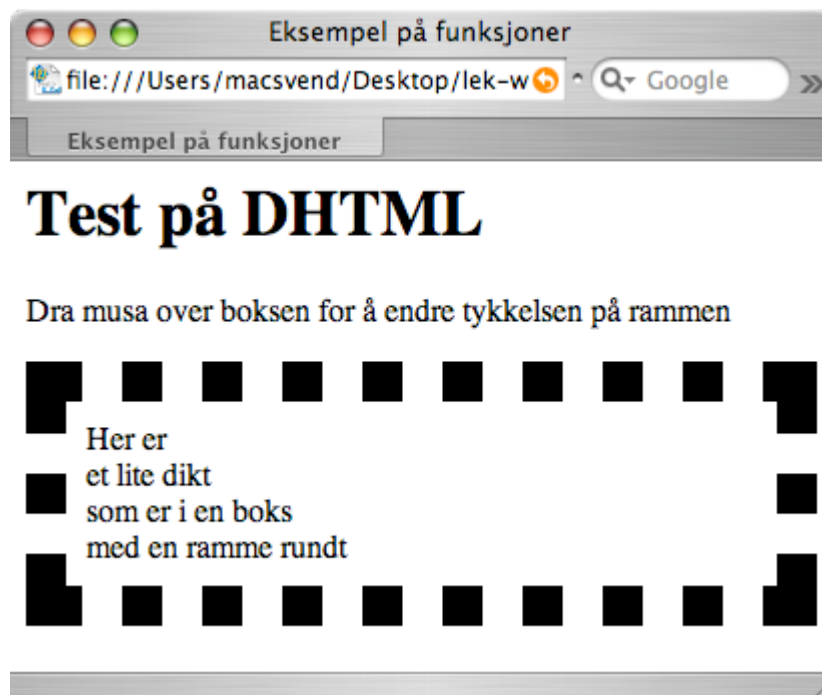 Eksempel på funksjoner
file:///Users/macsvend/Desktop/lek-w Google
Eksempel på funksjoner
Test på DHTML
Dra musa over boksen for å endre tykkelsen på rammen
Her er
et lite dikt
som er i en boks
med en ramme rundt